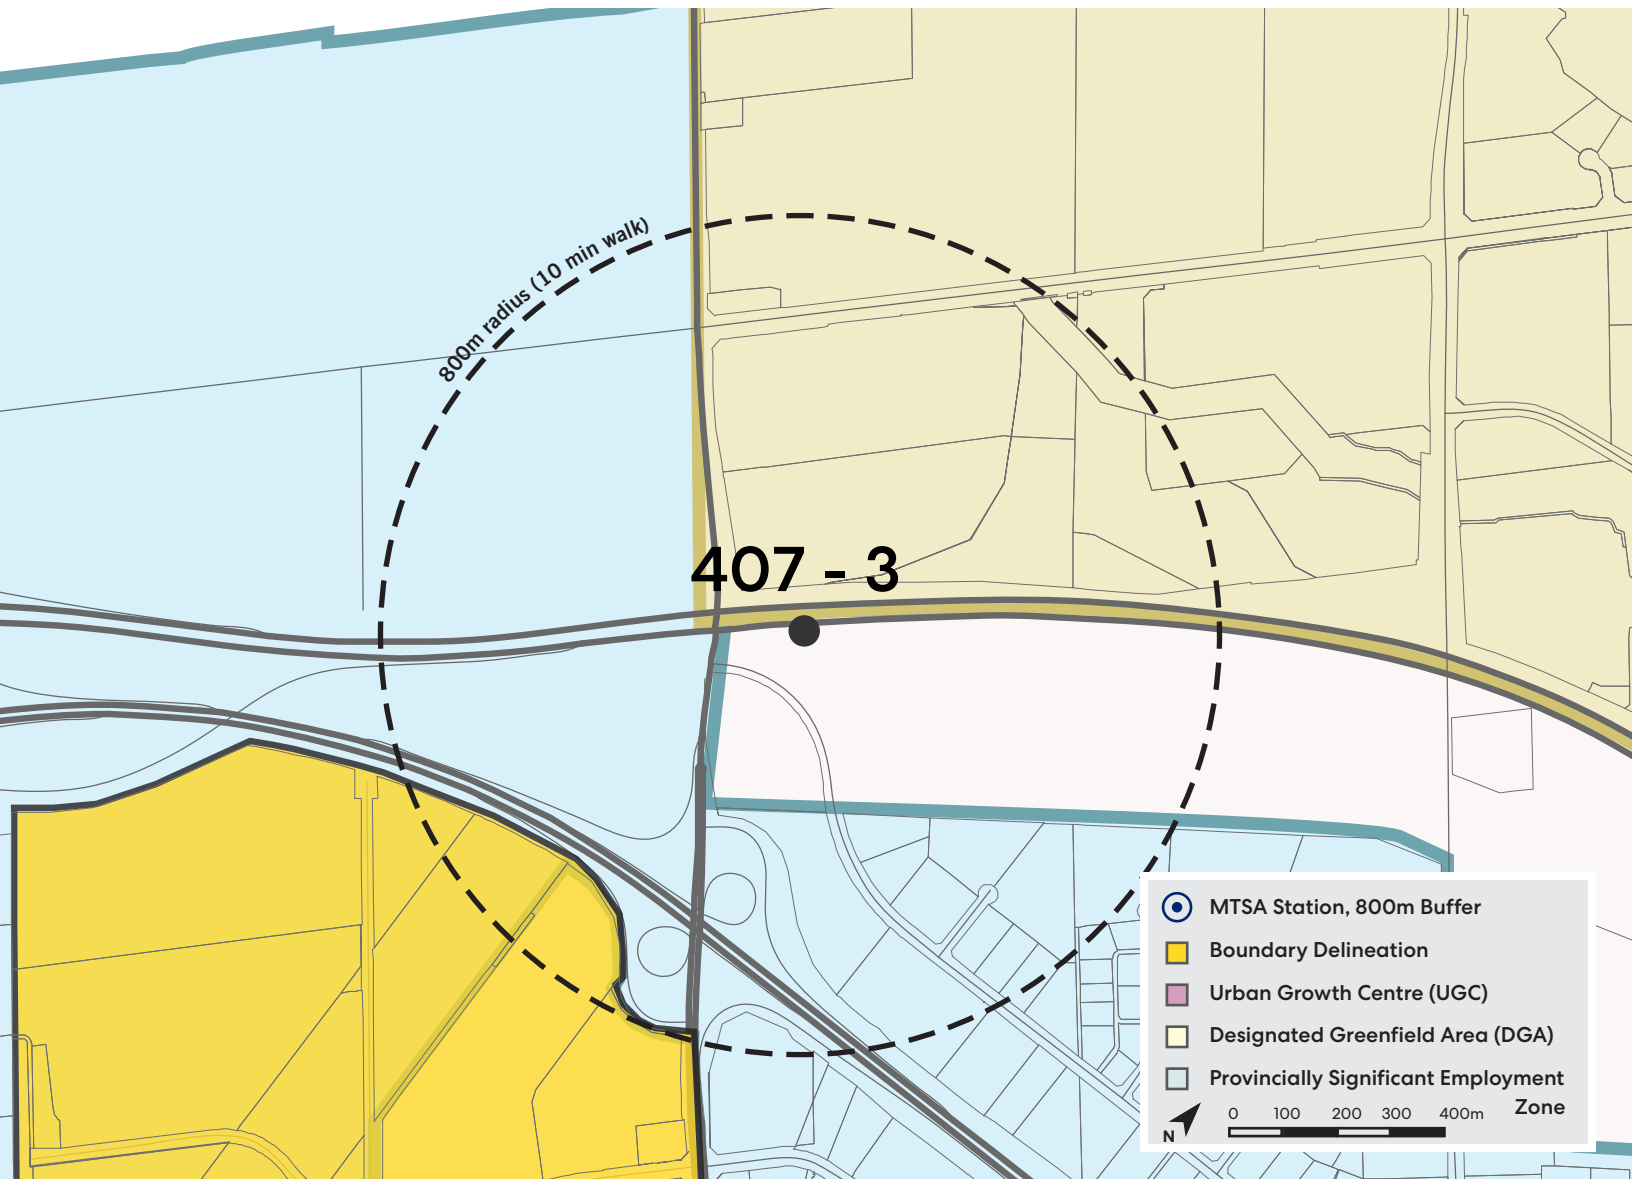 800m radius (10 min walk)
407 - 3
MTSA Station, 800m Buffer
Boundary Delineation
Urban Growth Centre (UGC)
Designated Greenfield Area (DGA)
Provincially Significant Employment
Zone
N
0 100 200 300 400m